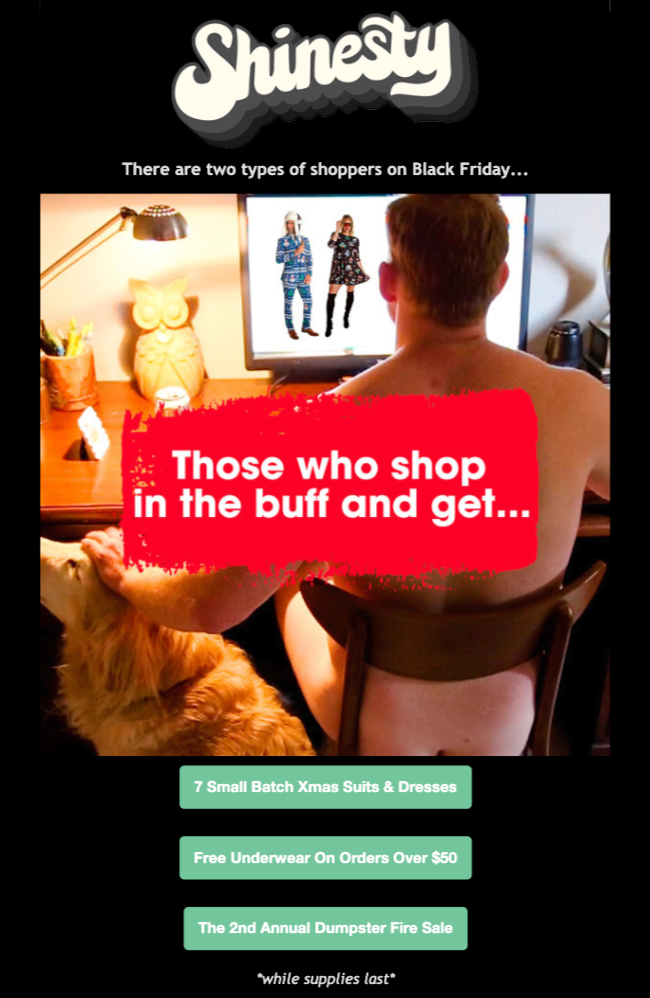 Shinesty
There are two types of shoppers on Black Friday...
Those who shop
in the buff and get...
7 Small Batch Xmas Suits & Dresses
Free Underwear On Orders Over $50
The 2nd Annual Dumpster Fire Sale
*while supplies last*